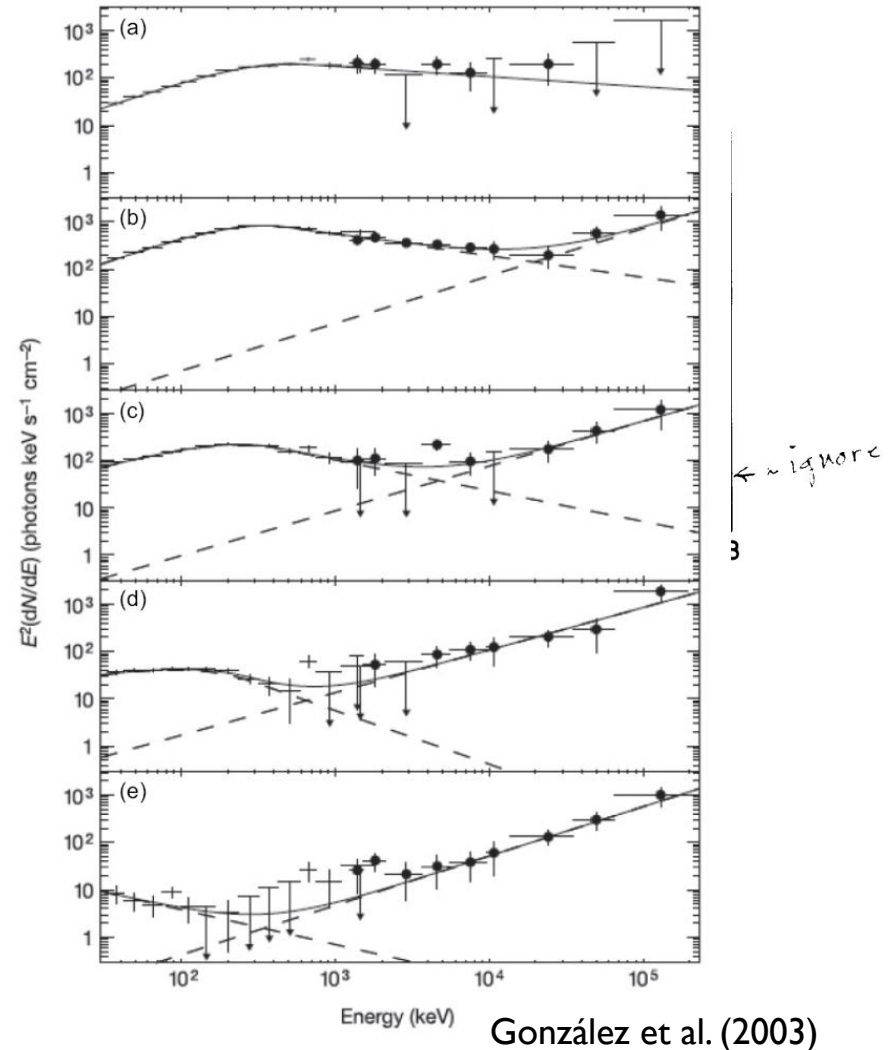 (a)
10³
10²
10
1
(b)
10³
10²
10
1
(c)
10³
10²
10
1
← ~ ignore
B
(d)
10³
10²
10
1
(e)
10³
10²
10
1
E²(dN/dE) (photons keV s⁻¹ cm⁻²)
10² 10³ 10⁴ 10⁵
Energy (keV)
González et al. (2003)